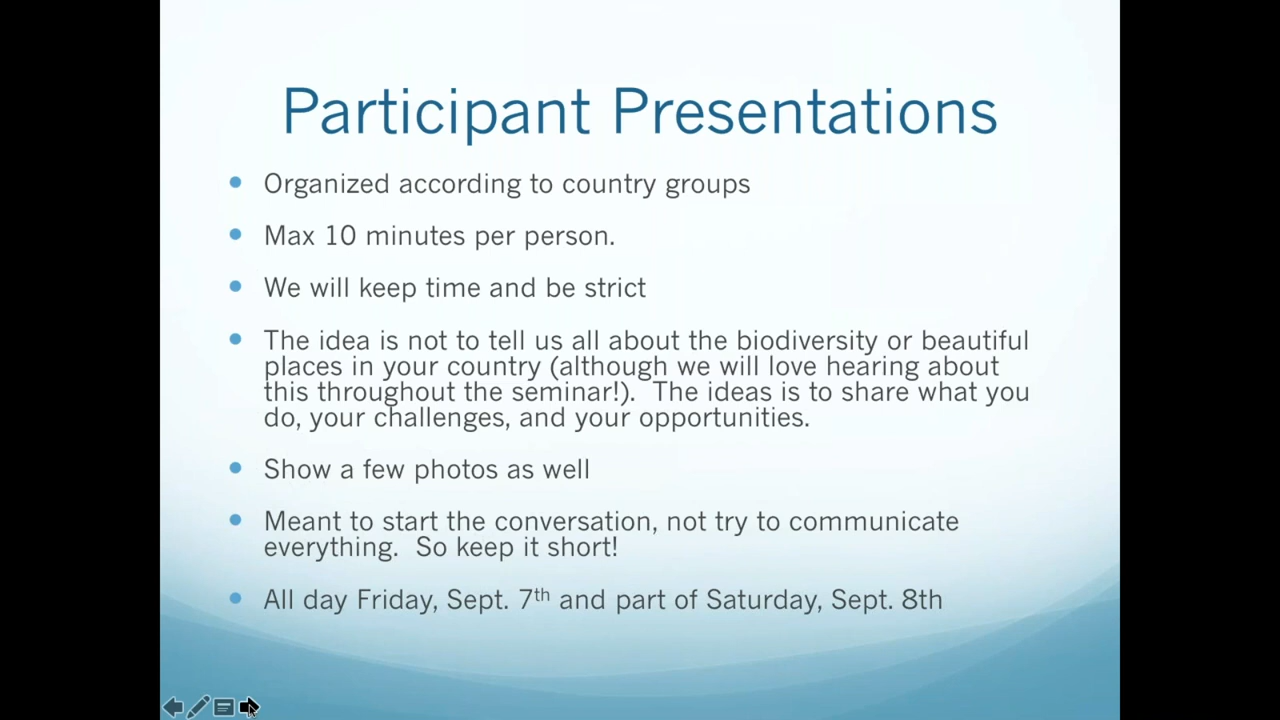 Participant Presentations
Organized according to country groups
Max 10 minutes per person.
We will keep time and be strict
The idea is not to tell us all about the biodiversity or beautiful
places in your country (although we will love hearing about
this throughout the seminar!).  The ideas is to share what you
do, your challenges, and your opportunities.
Show a few photos as well
Meant to start the conversation, not try to communicate
everything.  So keep it short!
All day Friday, Sept. 7th and part of Saturday, Sept. 8th